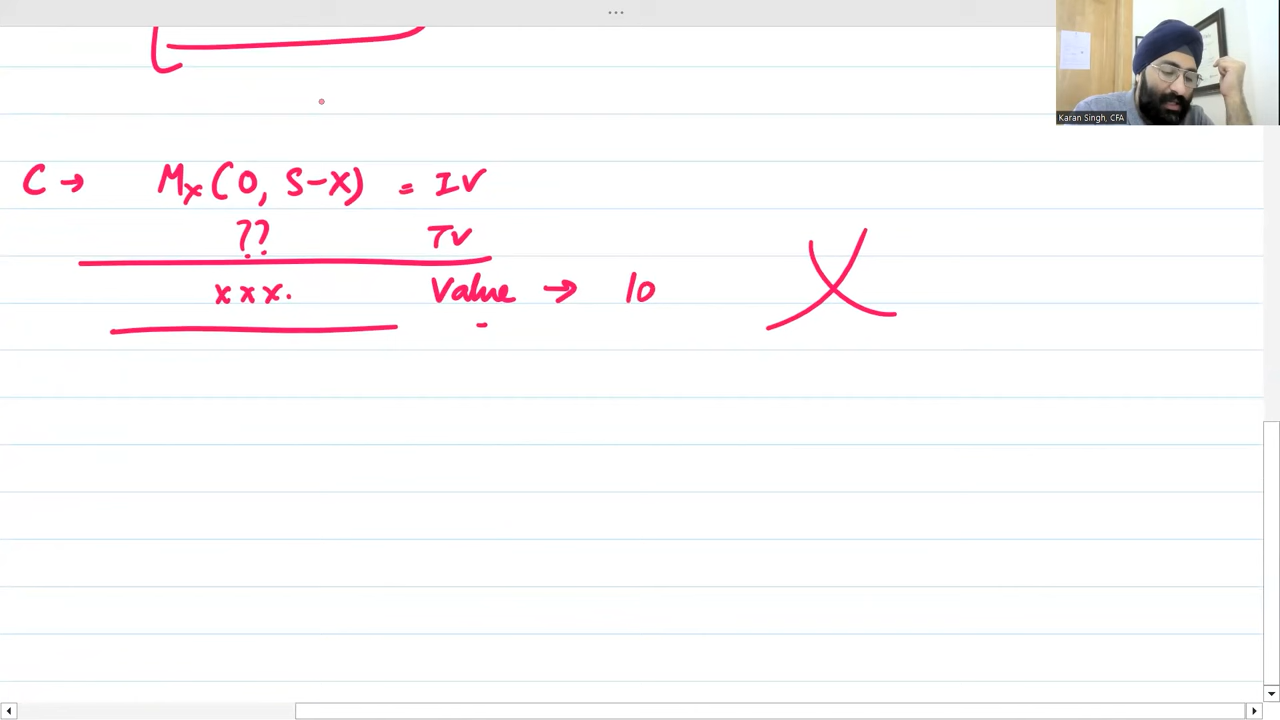 Karan Singh, CFA
C → Mx (0, S-X) = IV
?? TV
xxx. Value → 10